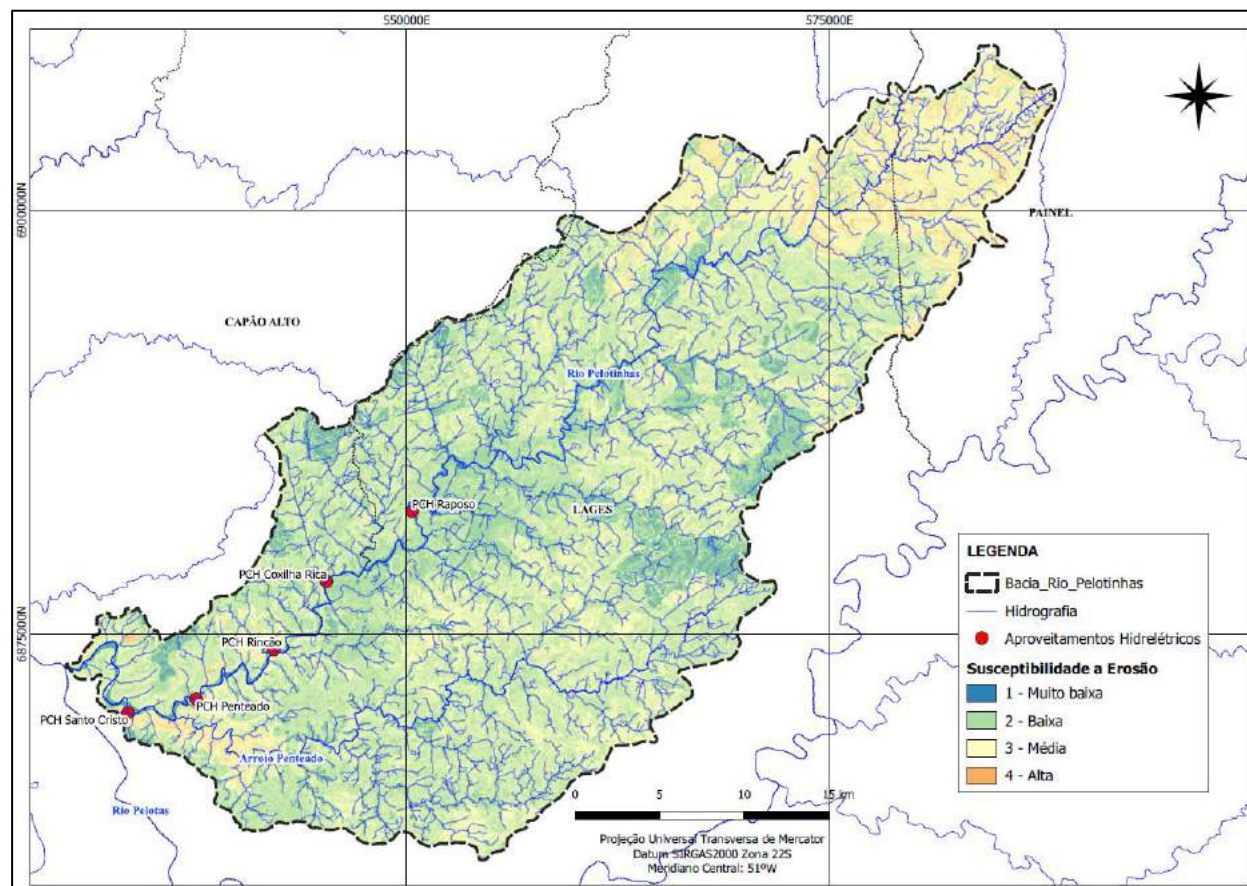 550000E
575000E
6900000N
PAINEL
CAPÃO ALTO
Rio Pelotinhas
PCH Raposo
LAGES
PCH Coxilha Rica
6875000N
PCH Rincão
PCH Penteado
PCH Santo Cristo
Arroio Penteado
Rio Pelotas
LEGENDA
Bacia_Rio_Pelotinhas
Hidrografia
Aproveitamentos Hidrelétricos
Susceptibilidade a Erosão
1 - Muito baixa
2 - Baixa
3 - Média
4 - Alta
0 5 10 15 km
Projeção Universal Transversa de Mercator
Datum SIRGAS2000 Zona 22S
Meridiano Central: 51ºW